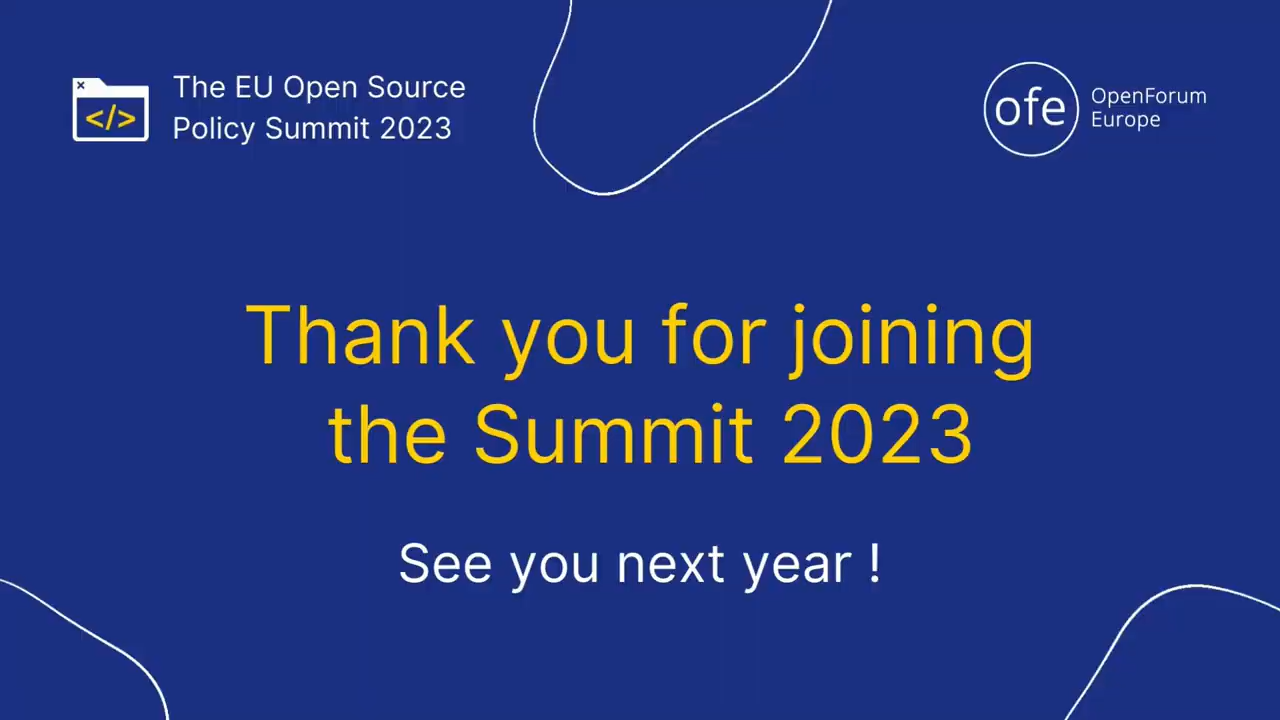 The EU Open Source
Policy Summit 2023
</>
ofe
OpenForum
Europe
Thank you for joining
the Summit 2023
See you next year !